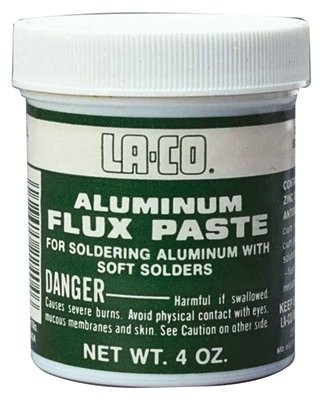 LA-CO.
ALUMINUM
FLUX PASTE
FOR SOLDERING ALUMINUM WITH
SOFT SOLDERS
DANGER— Harmful if swallowed.
Causes severe burns. Avoid physical contact with eyes,
mucous membranes and skin. See Caution on other side.
NET WT. 4 OZ.